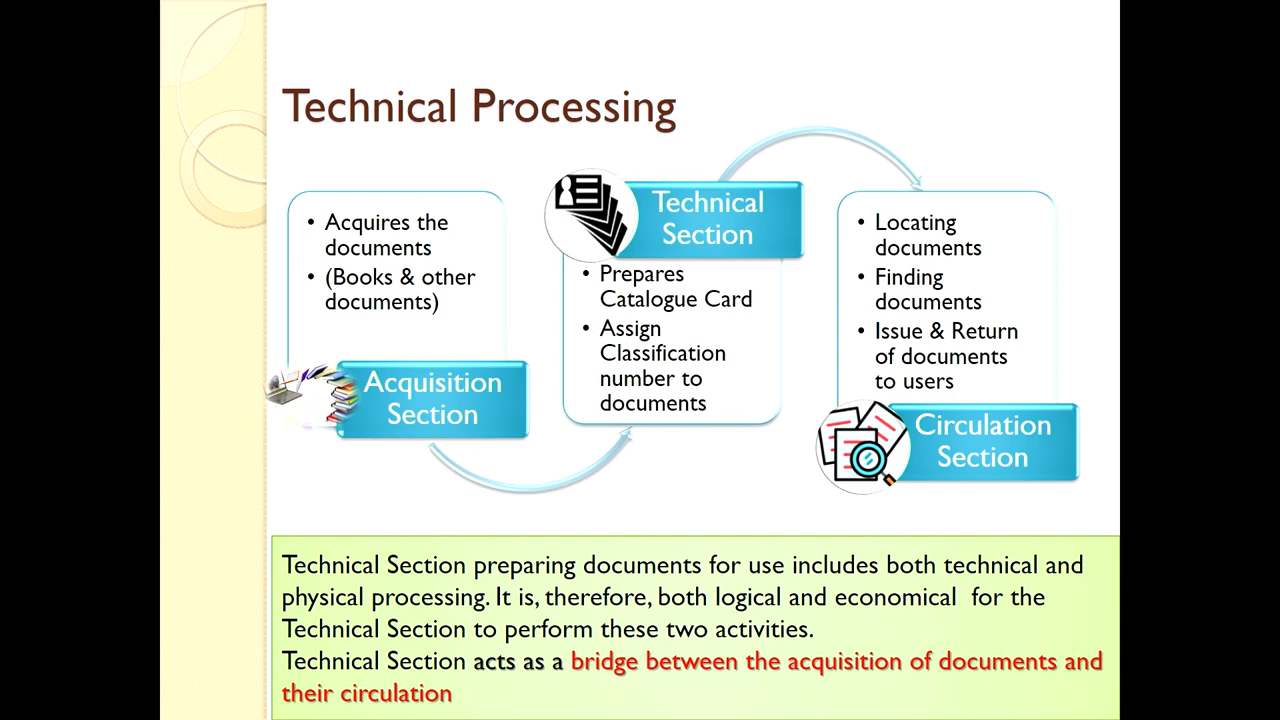 Technical Processing
• Acquires the
documents
• (Books & other
documents)
Acquisition
Section
Technical
Section
• Prepares
Catalogue Card
• Assign
Classification
number to
documents
• Locating
documents
• Finding
documents
• Issue & Return
of documents
to users
Circulation
Section
Technical Section preparing documents for use includes both technical and
physical processing. It is, therefore, both logical and economical for the
Technical Section to perform these two activities.
Technical Section acts as a bridge between the acquisition of documents and
their circulation